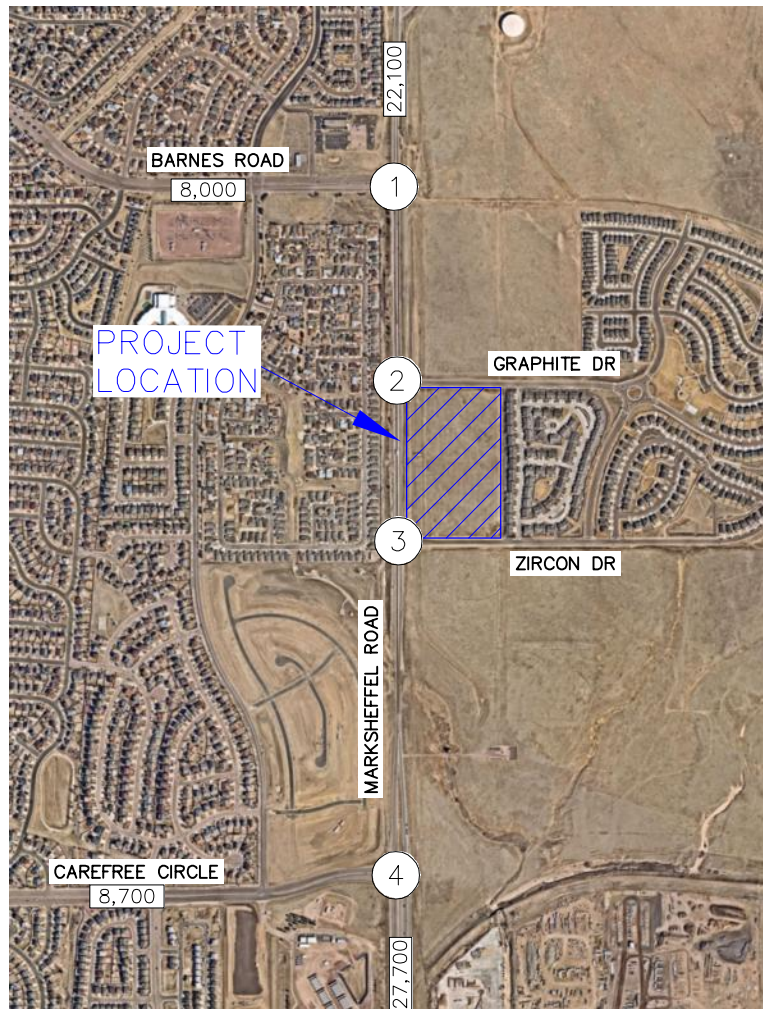 22,100
BARNES ROAD
8,000
1
PROJECT
LOCATION
2
GRAPHITE DR
3
ZIRCON DR
MARKSHEFFEL ROAD
CAREFREE CIRCLE
8,700
4
27,700